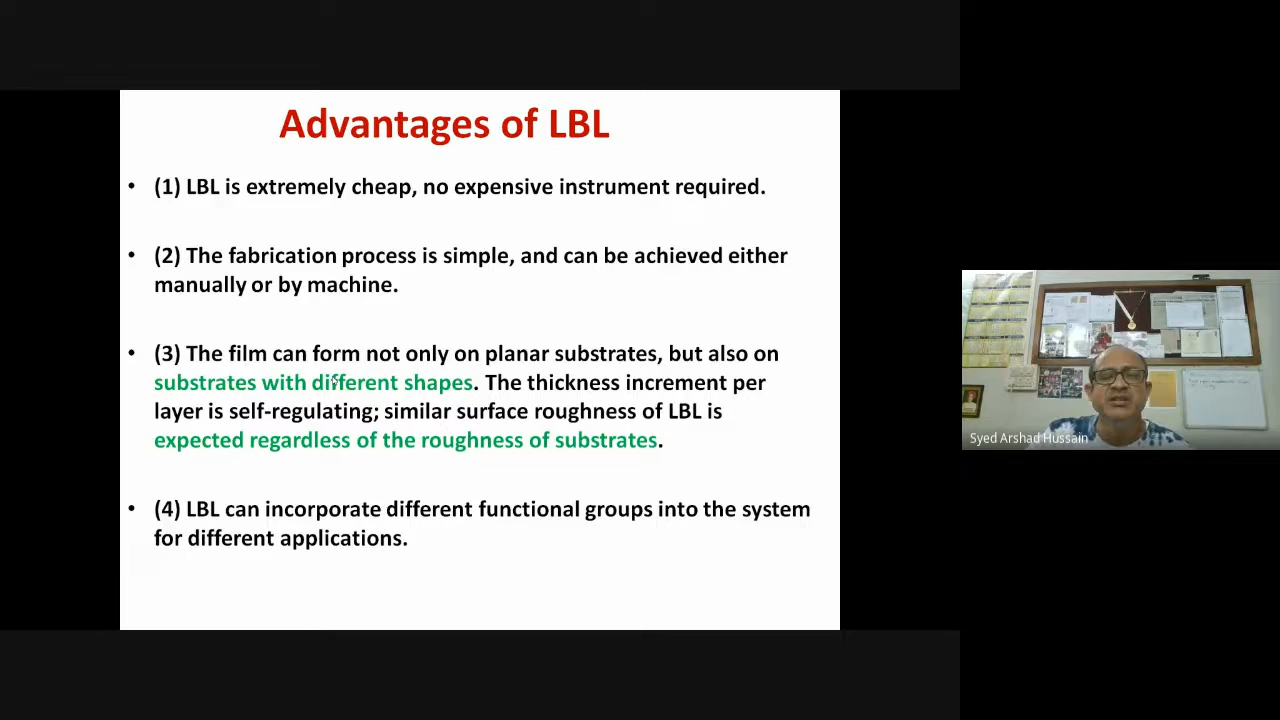 Advantages of LBL
• (1) LBL is extremely cheap, no expensive instrument required.
• (2) The fabrication process is simple, and can be achieved either
manually or by machine.
• (3) The film can form not only on planar substrates, but also on
substrates with different shapes. The thickness increment per
layer is self-regulating; similar surface roughness of LBL is
expected regardless of the roughness of substrates.
• (4) LBL can incorporate different functional groups into the system
for different applications.
Syed Arshad Hussain